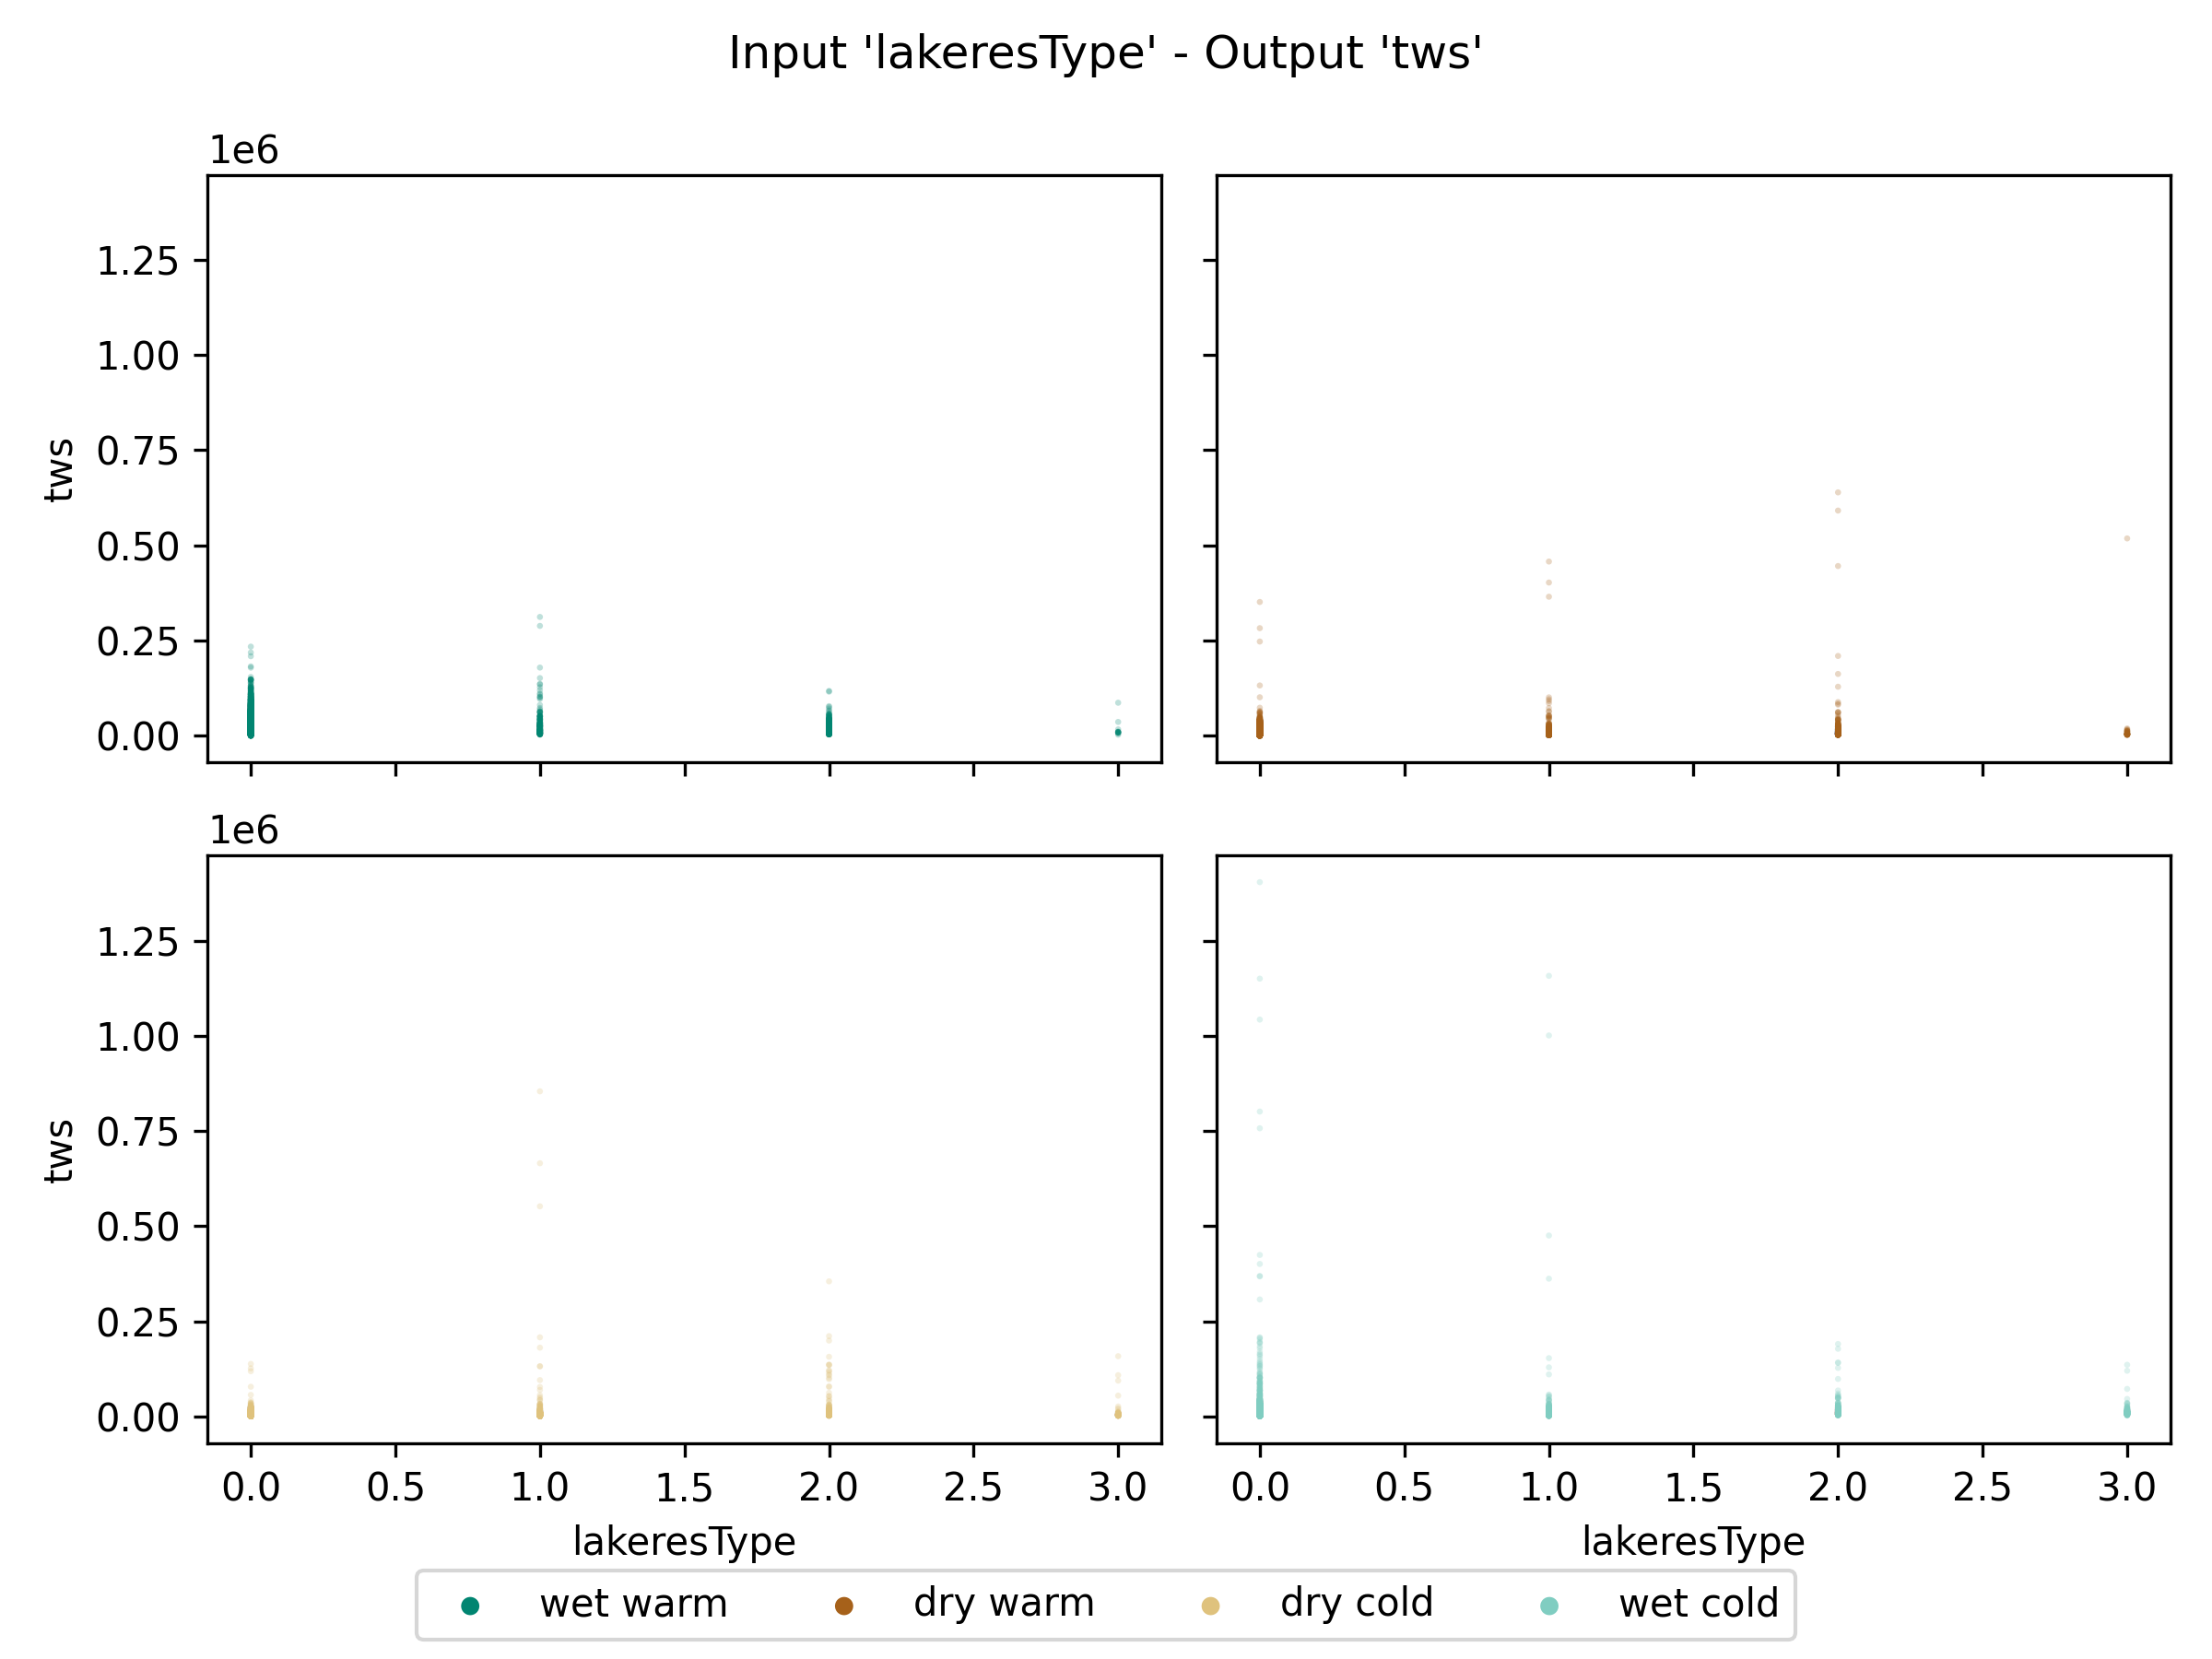 Input 'lakeresType' - Output 'tws'
1e6
1.25
1.00
0.75
0.50
0.25
0.00
tws
1e6
1.25
1.00
0.75
0.50
0.25
0.00
tws
0.0 0.5 1.0 1.5 2.0 2.5 3.0
0.0 0.5 1.0 1.5 2.0 2.5 3.0
lakeresType
lakeresType
wet warm dry warm dry cold wet cold